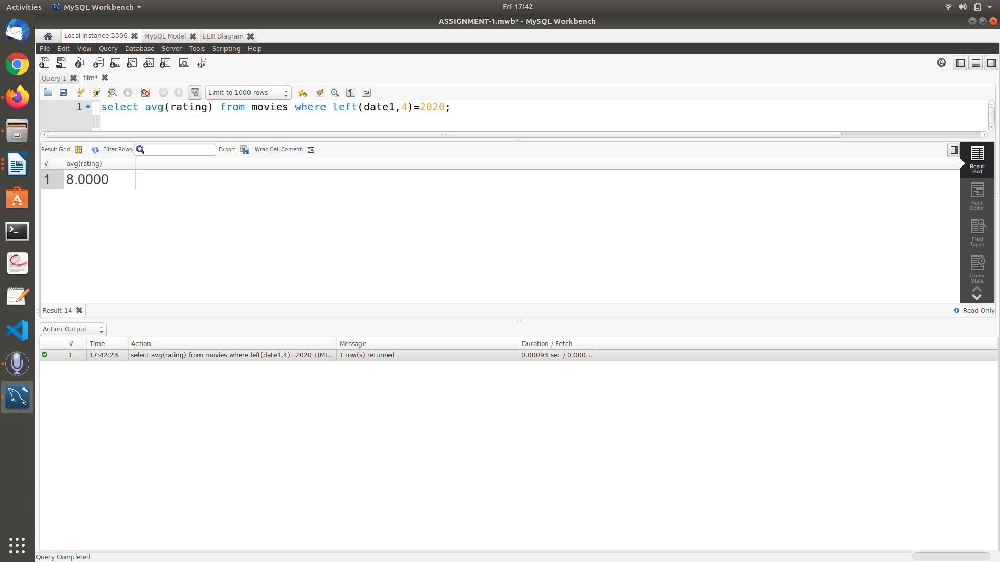 Activities MySQL Workbench Fri 17:42
ASSIGNMENT-1.mwb* - MySQL Workbench
Local instance 3306 MySQL Model EER Diagram
File Edit View Query Database Server Tools Scripting Help
Query 1 film*
Limit to 1000 rows
1 select avg(rating) from movies where left(date1,4)=2020;
Result Grid Filter Rows: Export: Wrap Cell Content:
# avg(rating)
1 8.0000
Result
Grid
Form
Editor
Field
Types
Query
Stats
Result 14 Read Only
Action Output
# Time Action Message Duration / Fetch
1 17:42:23 select avg(rating) from movies where left(date1,4)=2020 LIMI... 1 row(s) returned 0.00093 sec / 0.000...
Query Completed